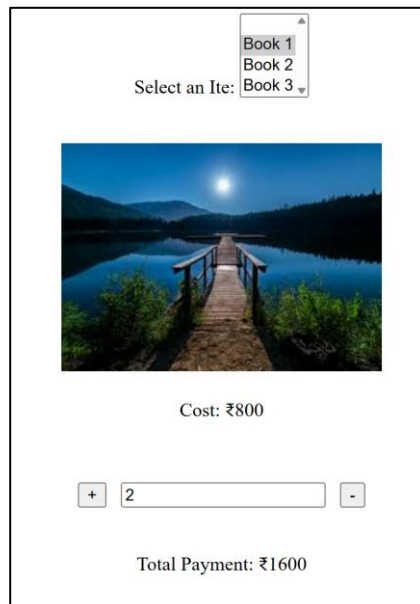 Book 1
Book 2
Select an Ite: Book 3
Cost: ₹800
+ 2 -
Total Payment: ₹1600